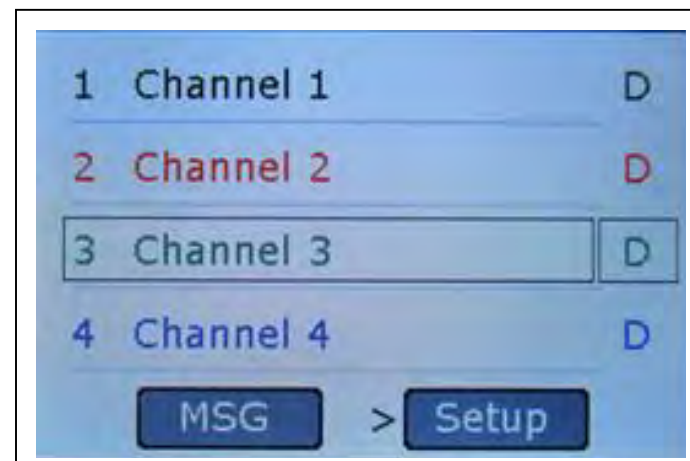 1 Channel 1 D
2 Channel 2 D
3 Channel 3 D
4 Channel 4 D
MSG > Setup